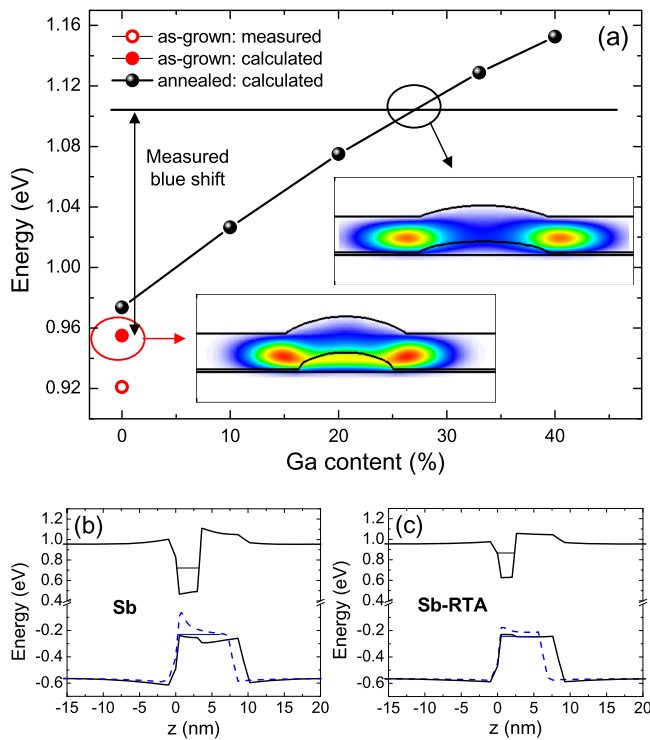 1.16
1.12
1.08
1.04
1.00
0.96
0.92
Energy (eV)
as-grown: measured
as-grown: calculated
annealed: calculated
(a)
Measured
blue shift
0 10 20 30 40
Ga content (%)
(b)
1.2
1.0
0.8
0.6
0.4
-0.2
-0.4
-0.6
Energy (eV)
Sb
-15 -10 -5 0 5 10 15 20
z (nm)
(c)
1.2
1.0
0.8
0.6
0.4
-0.2
-0.4
-0.6
Energy (eV)
Sb-RTA
-15 -10 -5 0 5 10 15 20
z (nm)